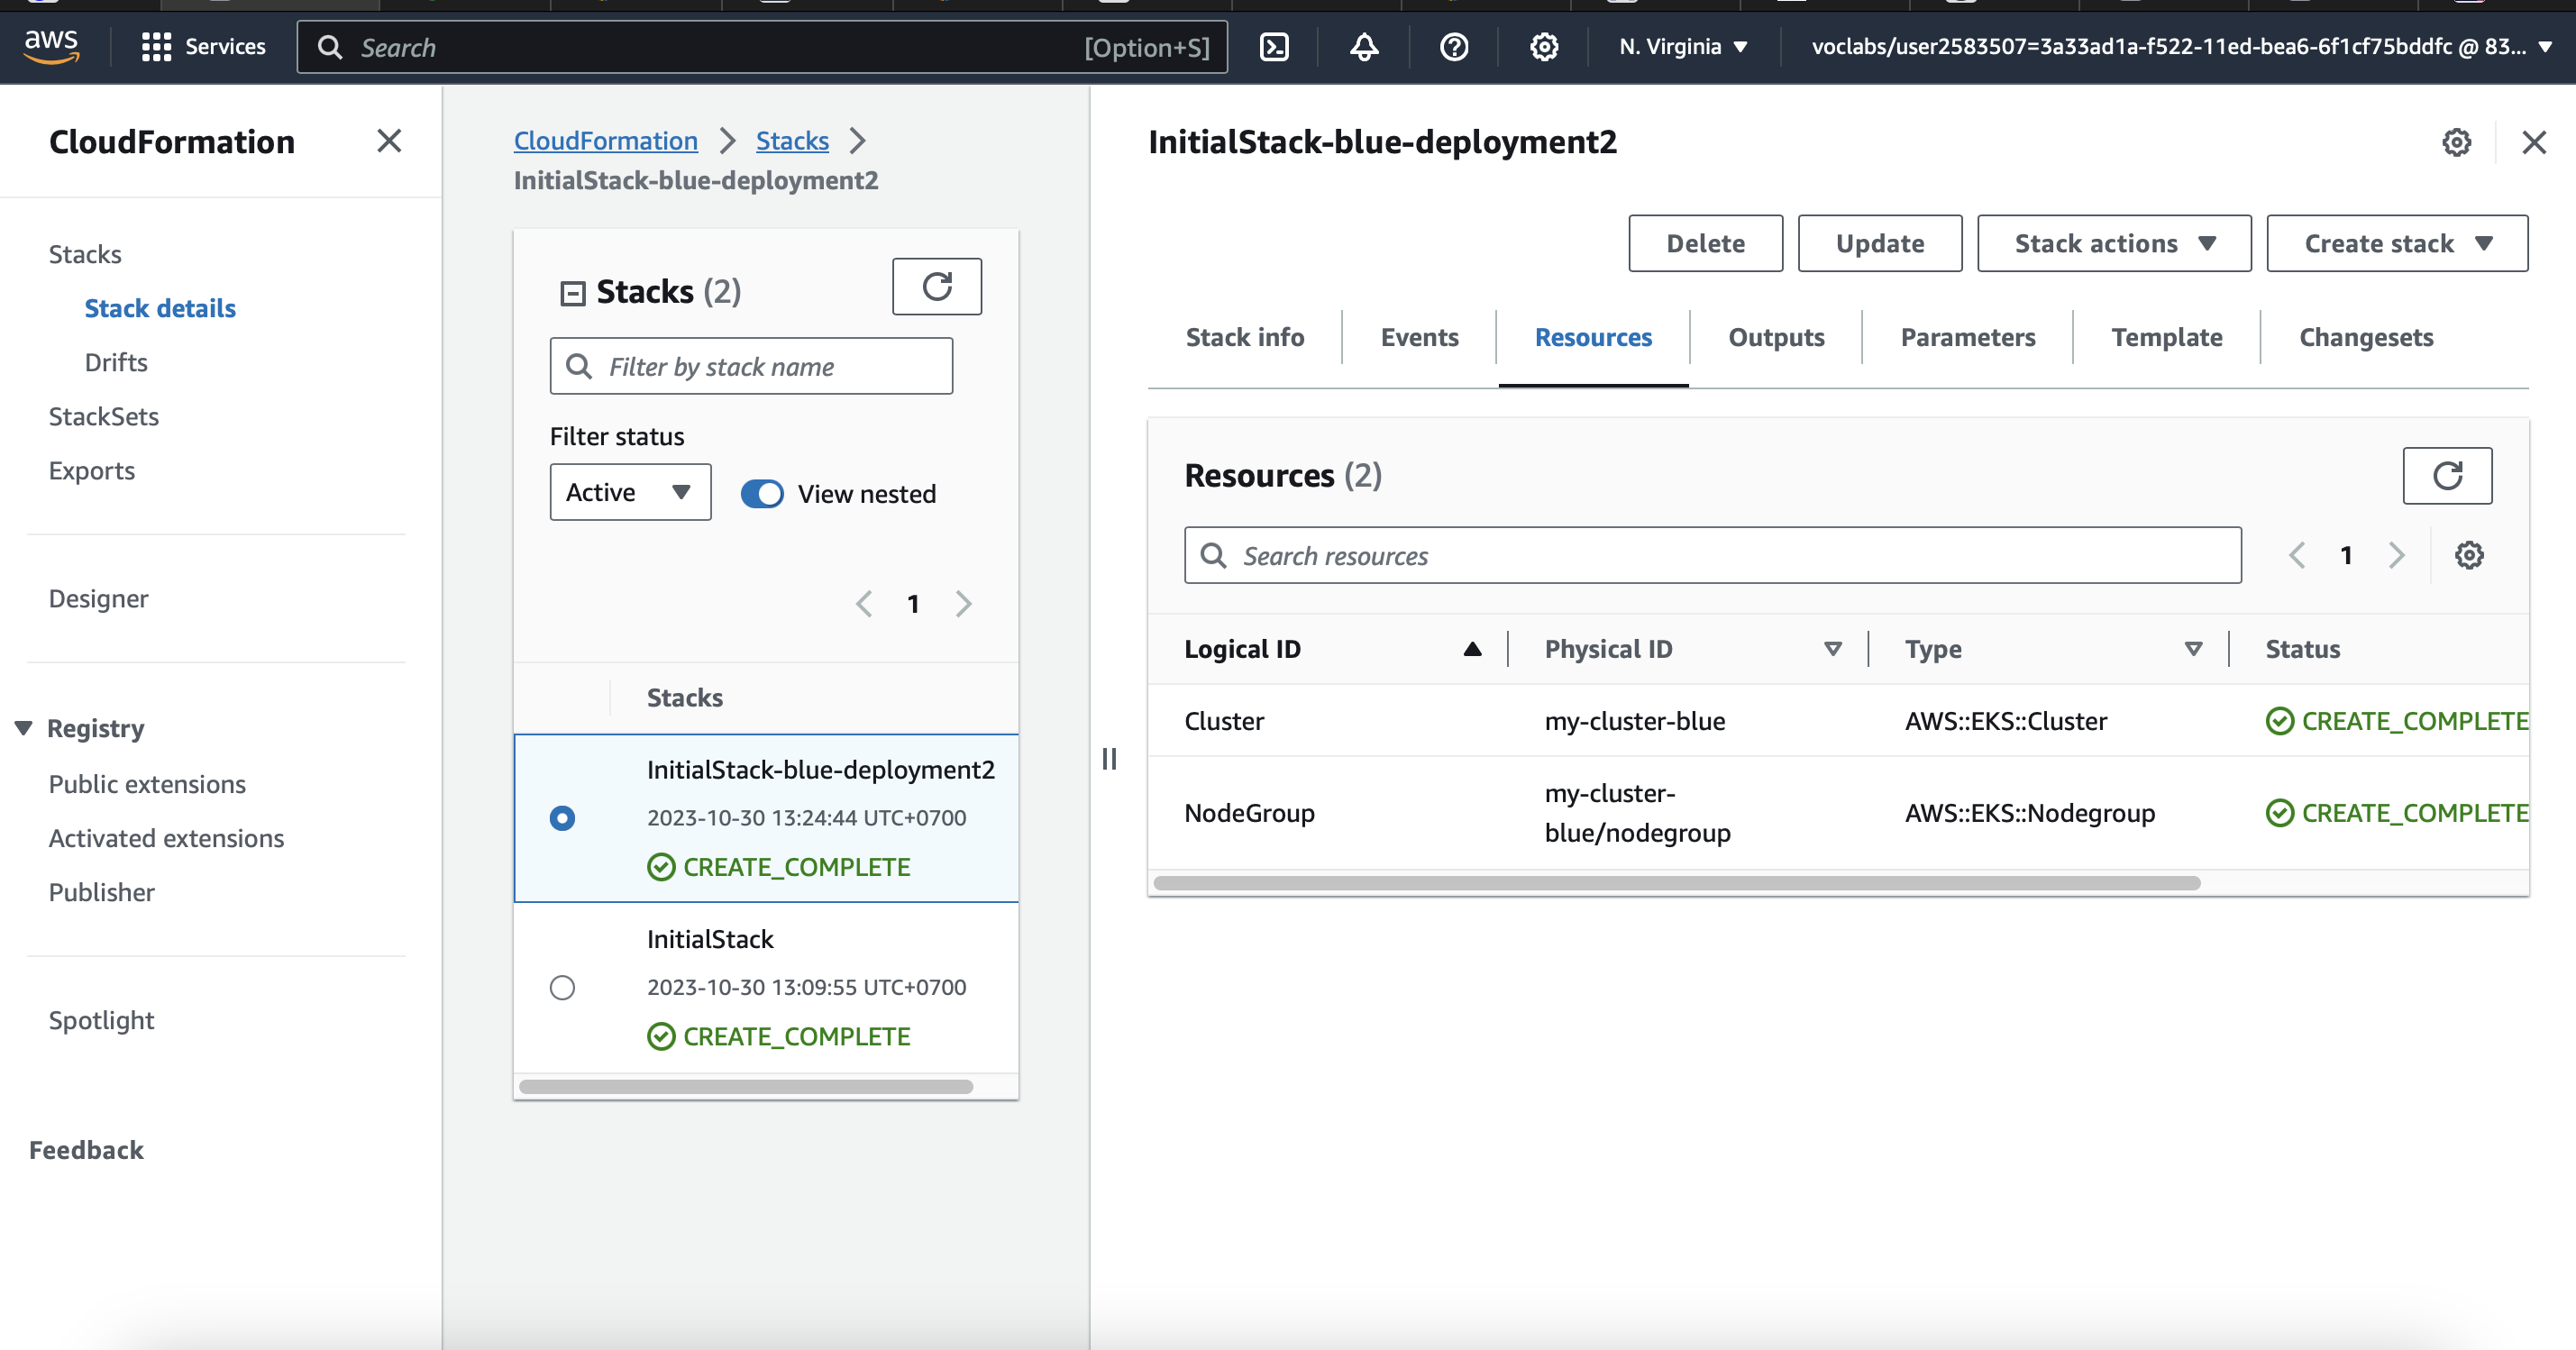 aws
Services
Search
[Option+S]
N. Virginia
voclabs/user2583507=3a33ad1a-f522-11ed-bea6-6f1cf75bddfc @ 83...
CloudFormation
Stacks
Stack details
Drifts
StackSets
Exports
Designer
Registry
Public extensions
Activated extensions
Publisher
Spotlight
Feedback
CloudFormation
Stacks
InitialStack-blue-deployment2
Stacks (2)
Filter by stack name
Filter status
Active
View nested
1
Stacks
InitialStack-blue-deployment2
2023-10-30 13:24:44 UTC+0700
CREATE_COMPLETE
InitialStack
2023-10-30 13:09:55 UTC+0700
CREATE_COMPLETE
InitialStack-blue-deployment2
Delete
Update
Stack actions
Create stack
Stack info
Events
Resources
Outputs
Parameters
Template
Changesets
Resources (2)
Search resources
1
Logical ID
Physical ID
Type
Status
Cluster
my-cluster-blue
AWS::EKS::Cluster
CREATE_COMPLETE
NodeGroup
my-cluster-
blue/nodegroup
AWS::EKS::Nodegroup
CREATE_COMPLETE